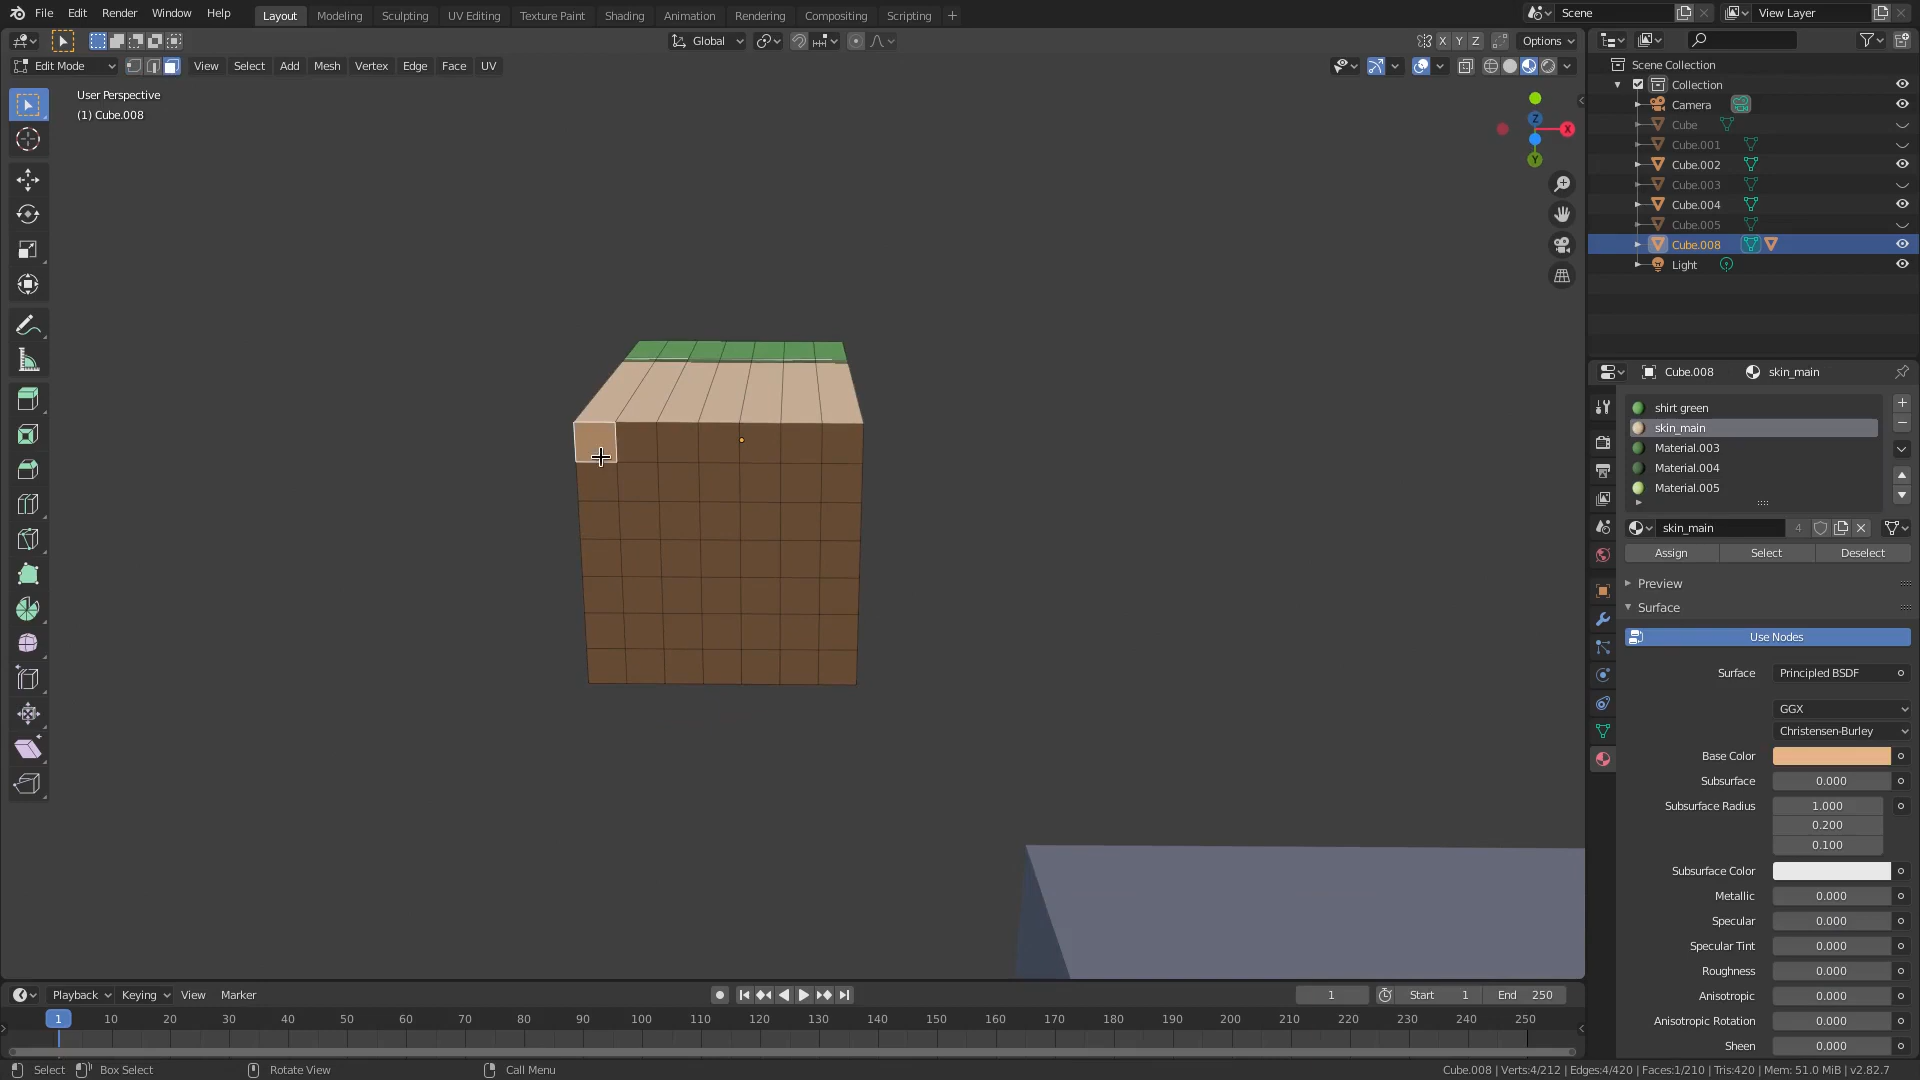 File Edit Render Window Help
Layout Modeling Sculpting UV Editing Texture Paint Shading Animation Rendering Compositing Scripting +
Scene View Layer
Global X Y Z Options
Edit Mode View Select Add Mesh Vertex Edge Face UV
User Perspective
(1) Cube.008
Z X Y
Scene Collection
Collection
Camera
Cube
Cube.001
Cube.002
Cube.003
Cube.004
Cube.005
Cube.008
Light
Cube.008 skin_main
shirt green
skin_main
Material.003
Material.004
Material.005
skin_main 4
Assign Select Deselect
Preview
Surface
Use Nodes
Surface Principled BSDF
GGX
Christensen-Burley
Base Color
Subsurface 0.000
Subsurface Radius 1.000
0.200
0.100
Subsurface Color
Metallic 0.000
Specular 0.000
Specular Tint 0.000
Roughness 0.000
Anisotropic 0.000
Anisotropic Rotation 0.000
Sheen 0.000
Playback Keying View Marker 1 Start 1 End 250
1 10 20 30 40 50 60 70 80 90 100 110 120 130 140 150 160 170 180 190 200 210 220 230 240 250
Select Box Select Rotate View Call Menu Cube.008 | Verts:4/212 | Edges:4/420 | Faces:1/210 | Tris:420 | Mem: 51.0 MiB | v2.82.7